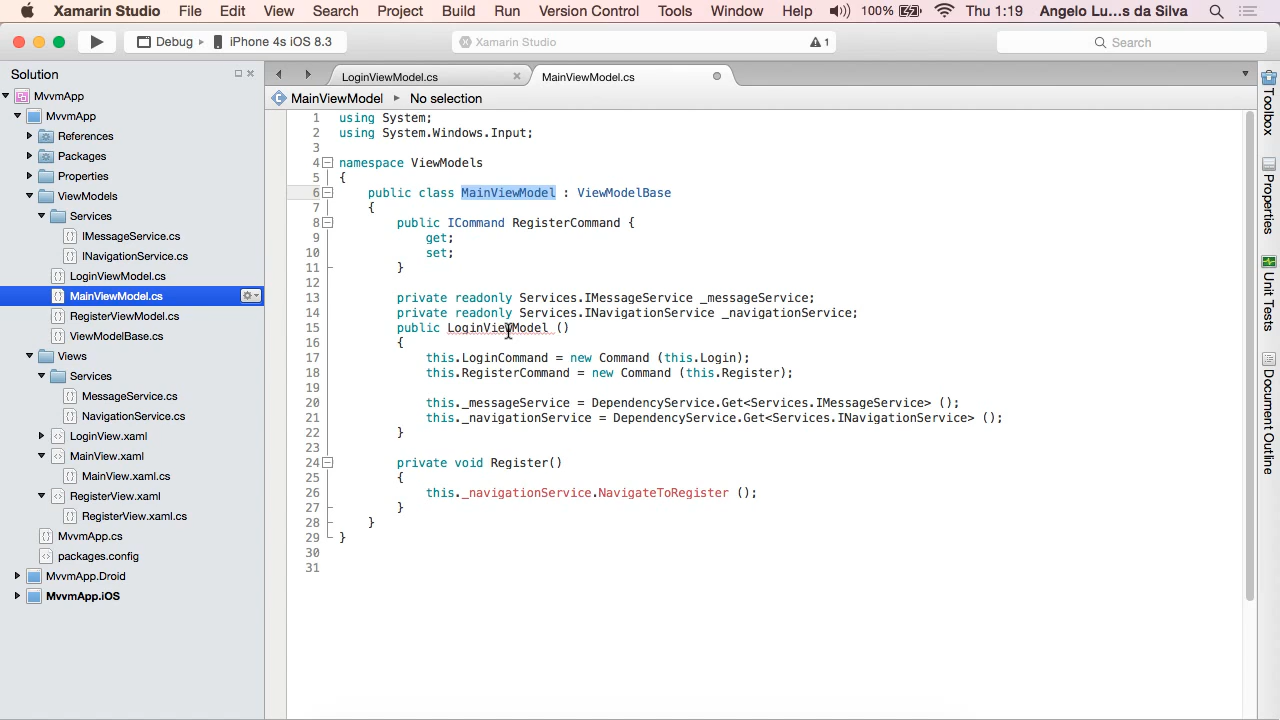 Xamarin Studio File Edit View Search Project Build Run Version Control Tools Window Help 100% Thu 1:19 Angelo Lu...s da Silva
Debug iPhone 4s iOS 8.3 Xamarin Studio 1 Search
Solution
MvvmApp
MvvmApp
References
Packages
Properties
ViewModels
Services
IMessageService.cs
INavigationService.cs
LoginViewModel.cs
MainViewModel.cs
RegisterViewModel.cs
ViewModelBase.cs
Views
Services
MessageService.cs
NavigationService.cs
LoginView.xaml
MainView.xaml
MainView.xaml.cs
RegisterView.xaml
RegisterView.xaml.cs
MvvmApp.cs
packages.config
MvvmApp.Droid
MvvmApp.iOS
LoginViewModel.cs MainViewModel.cs
MainViewModel No selection
1 using System;
2 using System.Windows.Input;
3
4 namespace ViewModels
5 {
6 public class MainViewModel : ViewModelBase
7 {
8 public ICommand RegisterCommand {
9 get;
10 set;
11 }
12
13 private readonly Services.IMessageService _messageService;
14 private readonly Services.INavigationService _navigationService;
15 public LoginViewModel ()
16 {
17 this.LoginCommand = new Command (this.Login);
18 this.RegisterCommand = new Command (this.Register);
19
20 this._messageService = DependencyService.Get<Services.IMessageService> ();
21 this._navigationService = DependencyService.Get<Services.INavigationService> ();
22 }
23
24 private void Register()
25 {
26 this._navigationService.NavigateToRegister ();
27 }
28 }
29 }
30
31
Toolbox
Properties
Unit Tests
Document Outline